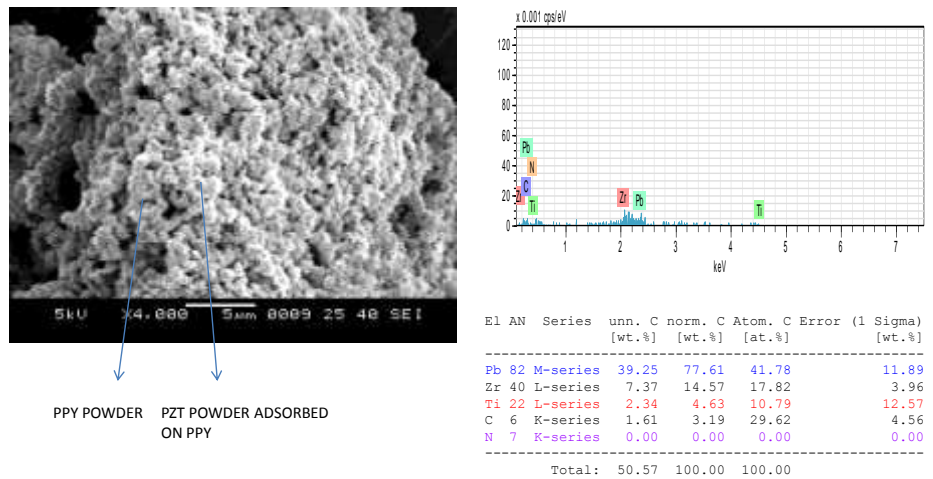 5kU X4,000 5µm 0009 25 40 SEI
PPY POWDER
PZT POWDER ADSORBED
ON PPY
x 0.001 cps/eV
120
100
80
60
40
20
0
Pb
N
C
Ti
Zr
Pb
Ti
1 2 3 4 5 6 7
keV
El AN Series unn. C norm. C Atom. C Error (1 Sigma)
[wt.%] [wt.%] [at.%] [wt.%]
Pb 82 M-series 39.25 77.61 41.78 11.89
Zr 40 L-series 7.37 14.57 17.82 3.96
Ti 22 L-series 2.34 4.63 10.79 12.57
C 6 K-series 1.61 3.19 29.62 4.56
N 7 K-series 0.00 0.00 0.00 0.00
Total: 50.57 100.00 100.00